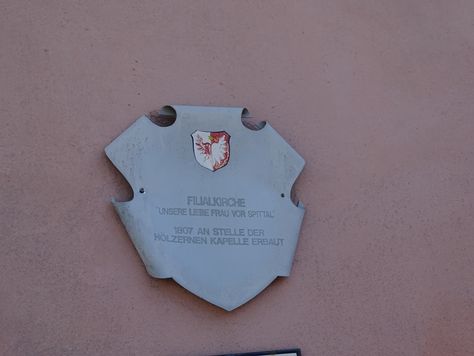 FILIALKIRCHE
"UNSERE LIEBE FRAU VOR SPITTAL"
1807 AN STELLE DER
HÖLZERNEN KAPELLE ERBAUT